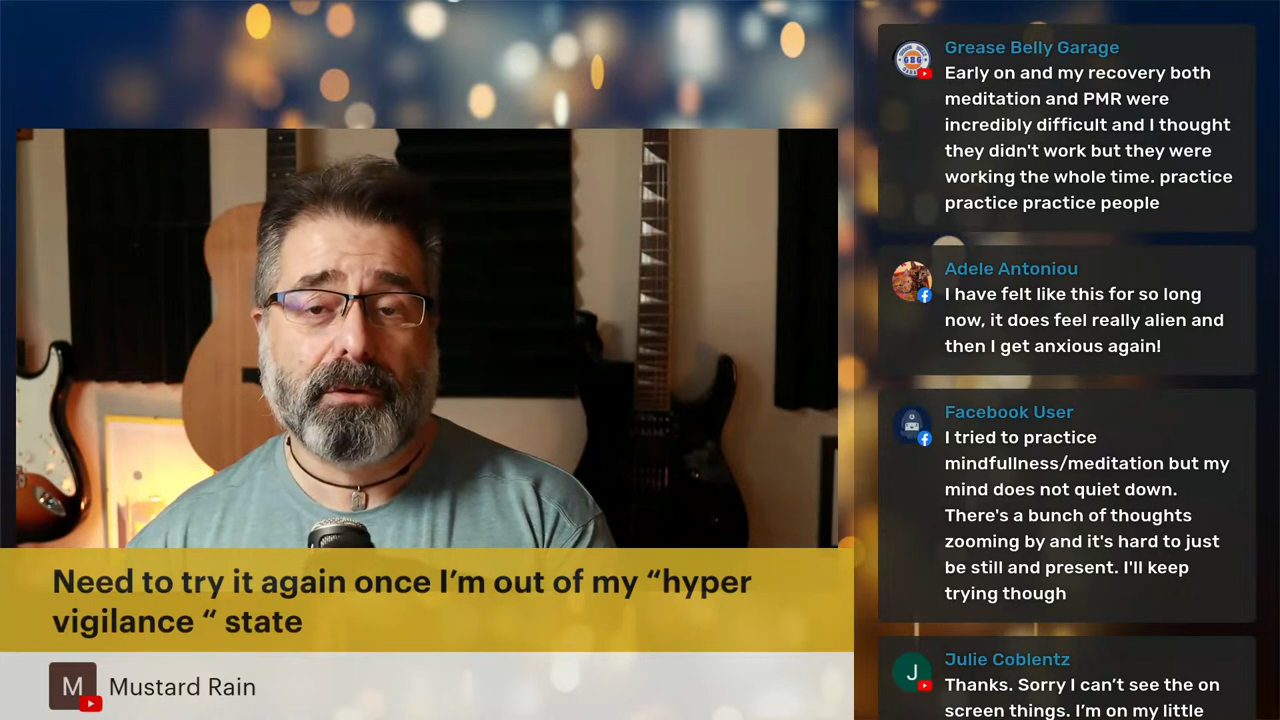 Need to try it again once I’m out of my “hyper
vigilance “ state
M
Mustard Rain
GBG
Grease Belly Garage
Early on and my recovery both
meditation and PMR were
incredibly difficult and I thought
they didn't work but they were
working the whole time. practice
practice practice people
Adele Antoniou
I have felt like this for so long
now, it does feel really alien and
then I get anxious again!
Facebook User
I tried to practice
mindfullness/meditation but my
mind does not quiet down.
There's a bunch of thoughts
zooming by and it's hard to just
be still and present. I'll keep
trying though
J
Julie Coblentz
Thanks. Sorry I can’t see the on
screen things. I’m on my little